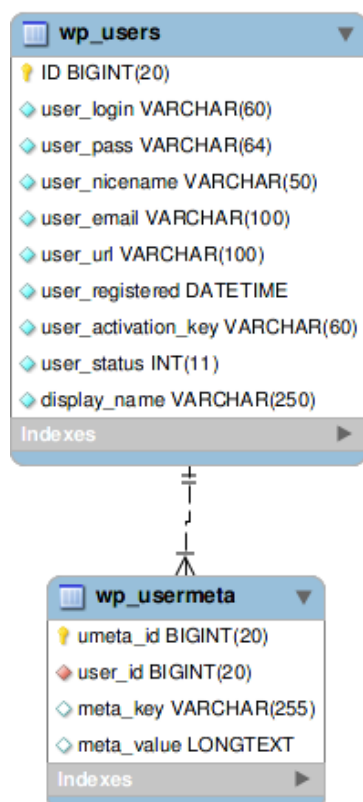 wp_users
ID BIGINT(20)
user_login VARCHAR(60)
user_pass VARCHAR(64)
user_nicename VARCHAR(50)
user_email VARCHAR(100)
user_url VARCHAR(100)
user_registered DATETIME
user_activation_key VARCHAR(60)
user_status INT(11)
display_name VARCHAR(250)
Indexes
wp_usermeta
umeta_id BIGINT(20)
user_id BIGINT(20)
meta_key VARCHAR(255)
meta_value LONGTEXT
Indexes